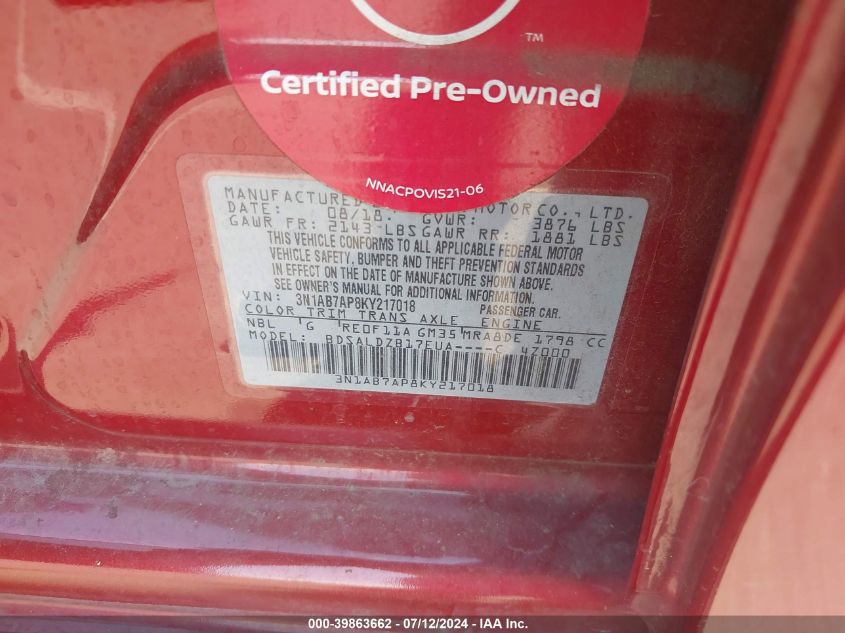 TM
Certified Pre-Owned
NNACPOVIS21-06
MANUFACTURED MOTOR CO., LTD.
DATE: 08/18. GVWR: 3876 LBS
GAWR FR: 2143 LBS GAWR RR: 1881 LBS
THIS VEHICLE CONFORMS TO ALL APPLICABLE FEDERAL MOTOR
VEHICLE SAFETY, BUMPER AND THEFT PREVENTION STANDARDS
IN EFFECT ON THE DATE OF MANUFACTURE SHOWN ABOVE.
SEE OWNER'S MANUAL FOR ADDITIONAL INFORMATION.
VIN: 3N1AB7AP8KY217018 PASSENGER CAR.
COLOR TRIM TRANS AXLE ENGINE
NBL G RE0F11A GM35 MRA8DE 1798 CC
MODEL: BDSALDZB17EUA----C 4Z000
3N1AB7AP8KY217018
000-39863662 - 07/12/2024 - IAA Inc.